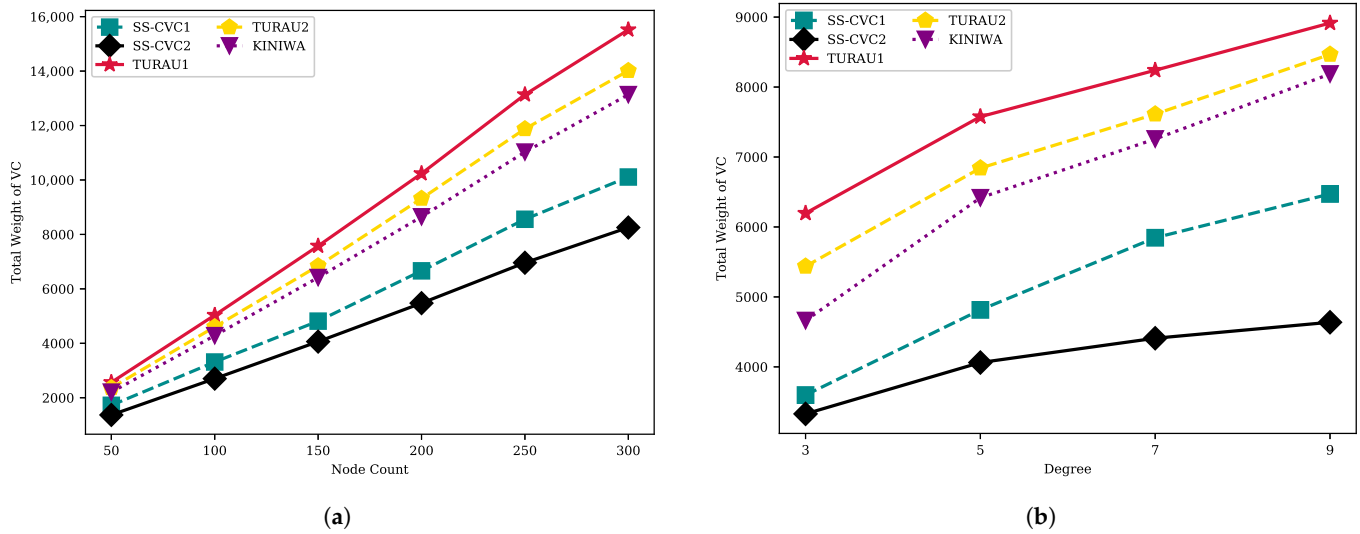 16,000
14,000
12,000
10,000
8000
6000
4000
2000
Total Weight of VC
SS-CVC1
SS-CVC2
TURAU1
TURAU2
KINIWA
50 100 150 200 250 300
Node Count
(a)
9000
8000
7000
6000
5000
4000
Total Weight of VC
SS-CVC1
SS-CVC2
TURAU1
TURAU2
KINIWA
3 5 7 9
Degree
(b)